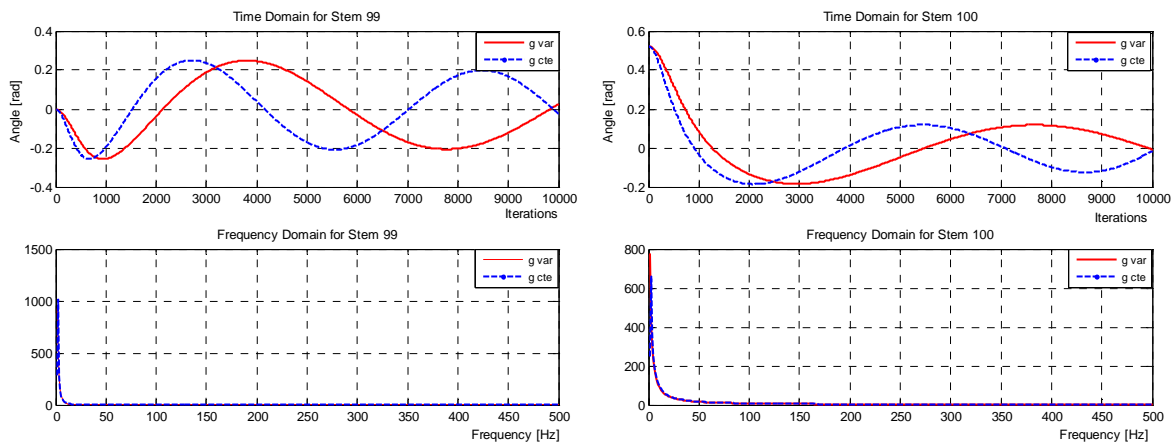 Time Domain for Stem 99
Angle [rad]
0.4
0.2
0
-0.2
-0.4
0 1000 2000 3000 4000 5000 6000 7000 8000 9000 10000
Iterations
g var
g cte
Time Domain for Stem 100
Angle [rad]
0.6
0.4
0.2
0
-0.2
0 1000 2000 3000 4000 5000 6000 7000 8000 9000 10000
Iterations
g var
g cte
Frequency Domain for Stem 99
1500
1000
500
0
0 50 100 150 200 250 300 350 400 450 500
Frequency [Hz]
g var
g cte
Frequency Domain for Stem 100
800
600
400
200
0
0 50 100 150 200 250 300 350 400 450 500
Frequency [Hz]
g var
g cte